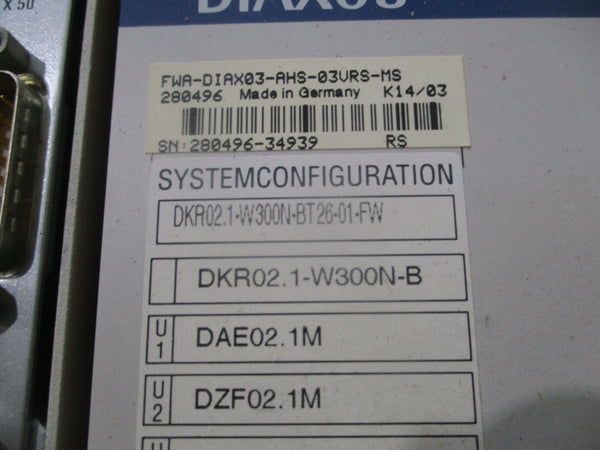 X 50
DIAX03
FWA-DIAX03-AHS-03VRS-MS
280496 Made in Germany K14/03
SN:280496-34939 RS
SYSTEMCONFIGURATION
DKR02.1-W300N-BT26-01-FW
DKR02.1-W300N-B
U1 DAE02.1M
U2 DZF02.1M
U